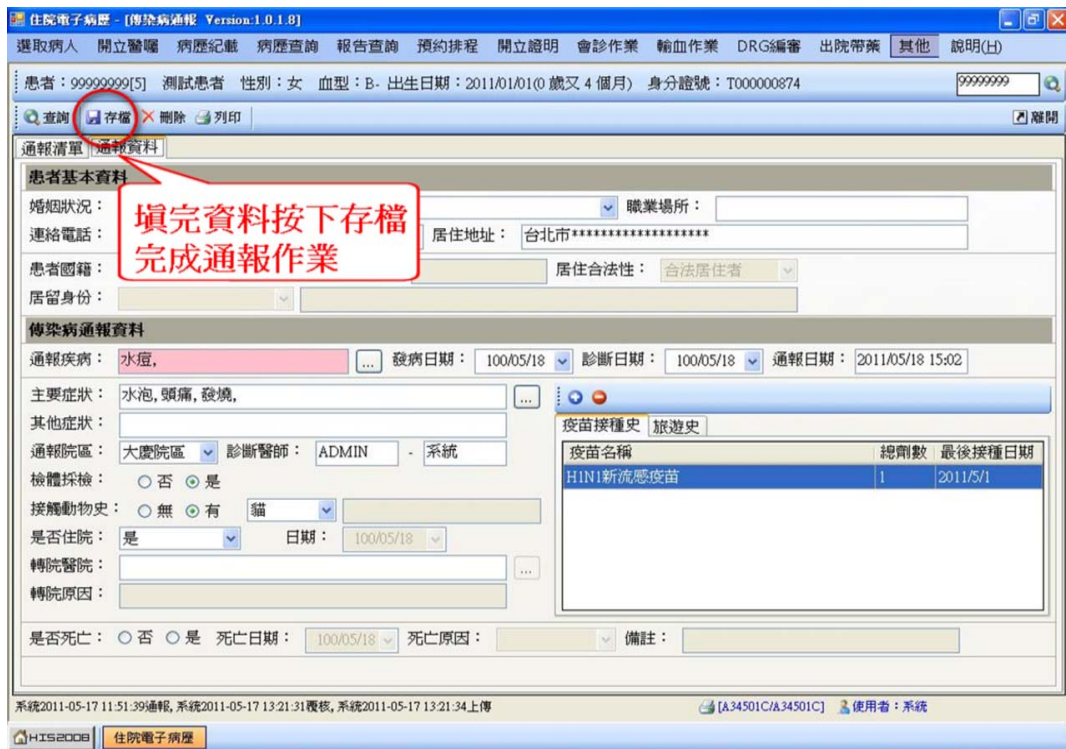 住院電子病歷 - [傳染病通報 Version:1.0.1.8]
選取病人 開立醫囑 病歷紀載 病歷查詢 報告查詢 預約排程 開立證明 會診作業 輸血作業 DRG編審 出院帶藥 其他 說明(H)
患者：99999999[5] 測試患者 性別：女 血型：B- 出生日期：2011/01/01(0 歲又 4 個月) 身分證號：T000000874 99999999
查詢 存檔 刪除 列印 離開
通報清單 通報資料
患者基本資料
婚姻狀況： 職業場所：
填完資料按下存檔
完成通報作業
連絡電話： 居住地址： 台北市*******************
患者國籍： 居住合法性： 合法居住者
居留身份：
傳染病通報資料
通報疾病： 水痘, ... 發病日期： 100/05/18 診斷日期： 100/05/18 通報日期： 2011/05/18 15:02
主要症狀： 水泡, 頭痛, 發燒, ...
其他症狀： 疫苗接種史 旅遊史
通報院區： 大慶院區 診斷醫師： ADMIN - 系統 疫苗名稱 總劑數 最後接種日期
檢體採檢： 否 是 H1N1新流感疫苗 1 2011/5/1
接觸動物史： 無 有 貓
是否住院： 是 日期： 100/05/18
轉院醫院： ...
轉院原因：
是否死亡： 否 是 死亡日期： 100/05/18 死亡原因： 備註：
系統2011-05-17 11:51:39通報, 系統2011-05-17 13:21:31覆核, 系統2011-05-17 13:21:34上傳 [A34501C/A34501C] 使用者：系統
HIS2008 住院電子病歷